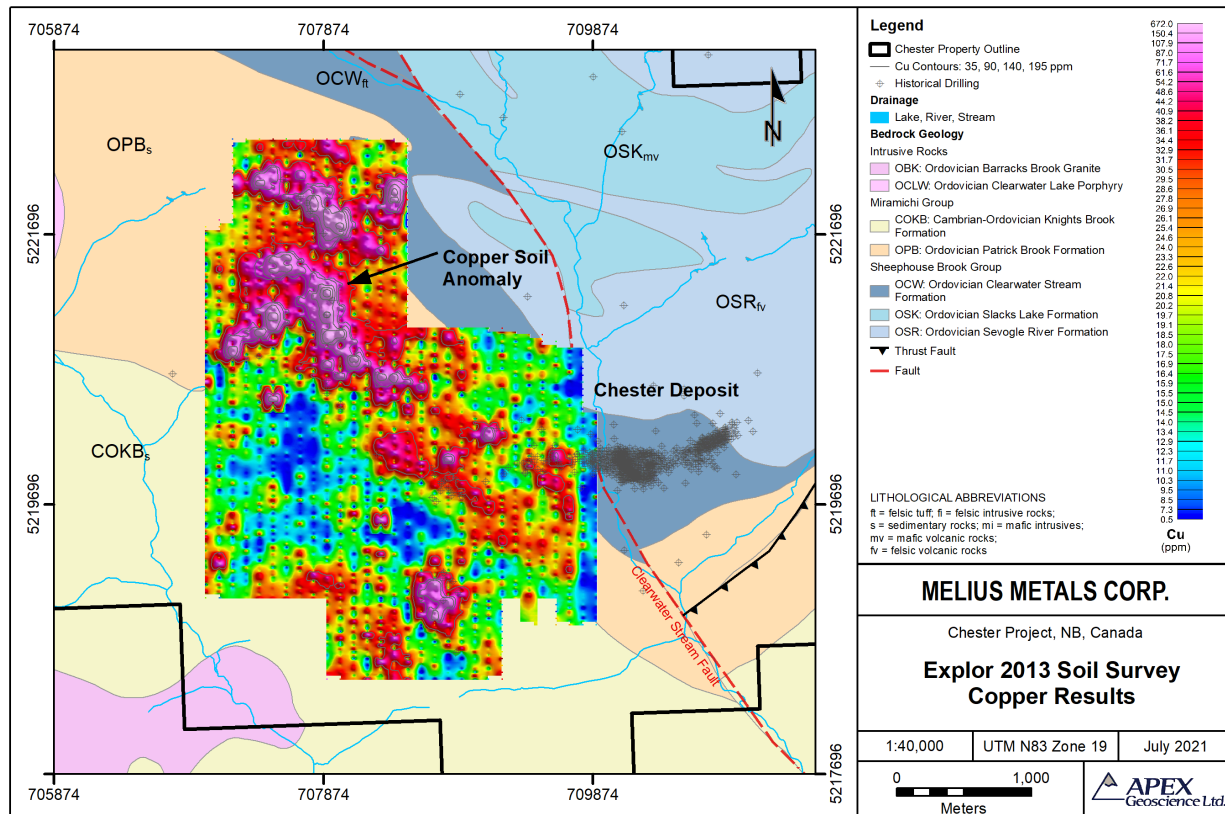 705874
707874
709874
5221696
5219696
5217696
705874
707874
709874
OCWft
OPBs
OSKmv
Copper Soil
Anomaly
OSRfv
Chester Deposit
COKBs
Clearwater Stream Fault
N
Legend
Chester Property Outline
Cu Contours: 35, 90, 140, 195 ppm
Historical Drilling
Drainage
Lake, River, Stream
Bedrock Geology
Intrusive Rocks
OBK: Ordovician Barracks Brook Granite
OCLW: Ordovician Clearwater Lake Porphyry
Miramichi Group
COKB: Cambrian-Ordovician Knights Brook
Formation
OPB: Ordovician Patrick Brook Formation
Sheephouse Brook Group
OCW: Ordovician Clearwater Stream
Formation
OSK: Ordovician Slacks Lake Formation
OSR: Ordovician Sevogle River Formation
Thrust Fault
Fault
LITHOLOGICAL ABBREVIATIONS
ft = felsic tuff; fi = felsic intrusive rocks;
s = sedimentary rocks; mi = mafic intrusives;
mv = mafic volcanic rocks;
fv = felsic volcanic rocks
672.0
150.4
107.9
87.0
71.6
61.6
54.2
48.6
44.2
40.9
38.2
36.1
34.4
32.9
31.7
30.5
29.5
28.6
27.8
26.9
26.1
25.4
24.6
24.0
23.3
22.6
22.0
21.4
20.8
20.2
19.7
19.1
18.5
18.0
17.5
16.9
16.4
15.9
15.5
15.0
14.5
14.0
13.4
12.9
12.3
11.7
11.0
10.3
9.5
8.5
7.3
0.5
Cu
(ppm)
MELIUS METALS CORP.
Chester Project, NB, Canada
Explor 2013 Soil Survey
Copper Results
1:40,000
UTM N83 Zone 19
July 2021
0 1,000
Meters
APEX
Geoscience Ltd.